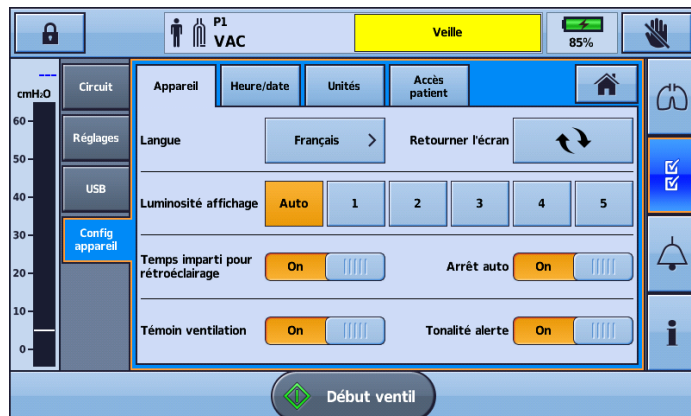 P1
VAC
Veille
85%
---
cmH2O
60
50
40
30
20
10
0
Circuit
Réglages
USB
Config
appareil
Appareil
Heure/date
Unités
Accès
patient
Langue
Français >
Retourner l'écran
Luminosité affichage
Auto
1
2
3
4
5
Temps imparti pour
rétroéclairage
On
Arrêt auto
On
Témoin ventilation
On
Tonalité alerte
On
i
Début ventil